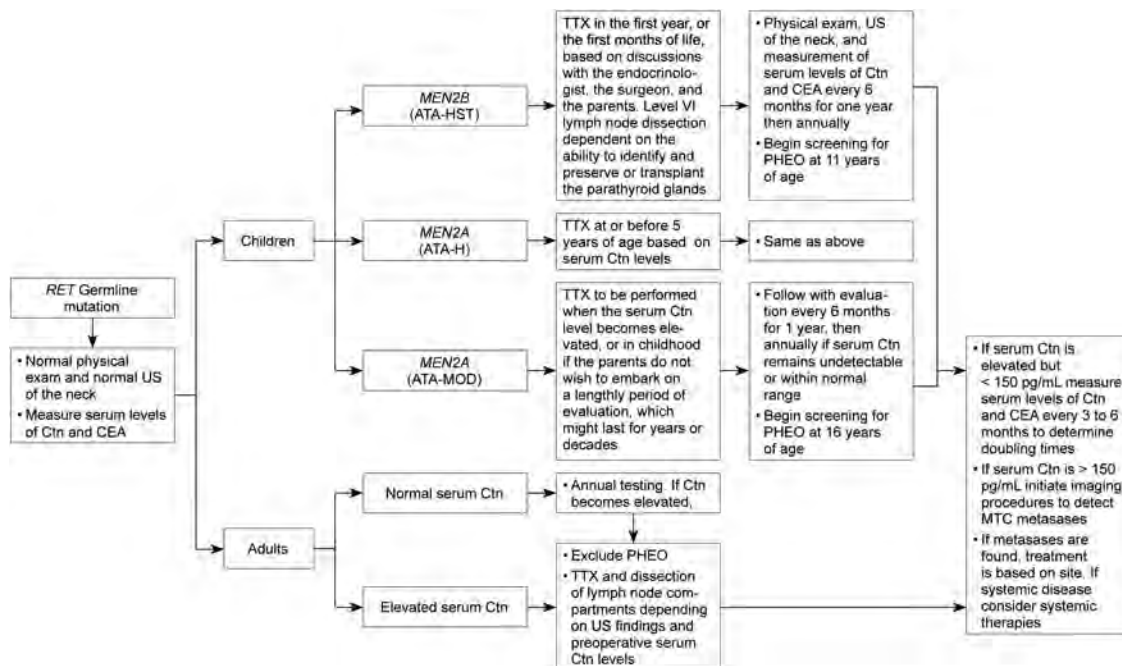 RET Germline
mutation
• Normal physical
exam and normal US
of the neck
• Measure serum levels
of Ctn and CEA
Children
MEN2B
(ATA-HST)
TTX in the first year, or
the first months of life,
based on discussions
with the endocrinolo-
gist, the surgeon, and
the parents. Level VI
lymph node dissection
dependent on the
ability to identify and
preserve or transplant
the parathyroid glands
• Physical exam, US
of the neck, and
measurement of
serum levels of Ctn
and CEA every 6
months for one year
then annually
• Begin screening for
PHEO at 11 years
of age
MEN2A
(ATA-H)
TTX at or before 5
years of age based on
serum Ctn levels
• Same as above
MEN2A
(ATA-MOD)
TTX to be performed
when the serum Ctn
level becomes ele-
vated, or in childhood
if the parents do not
wish to embark on
a lengthly period of
evaluation, which
might last for years or
decades
• Follow with evalua-
tion every 6 months
for 1 year, then
annually if serum Ctn
remains undetectable
or within normal
range
• Begin screening for
PHEO at 16 years
of age
Adults
Normal serum Ctn
• Annual testing. If Ctn
becomes elevated,
Elevated serum Ctn
• Exclude PHEO
• TTX and dissection
of lymph node com-
partments depending
on US findings and
preoperative serum
Ctn levels
• If serum Ctn is
elevated but
< 150 pg/mL measure
serum levels of Ctn
and CEA every 3 to 6
months to determine
doubling times
• If serum Ctn is > 150
pg/mL initiate imaging
procedures to detect
MTC metasases
• If metasases are
found, treatment
is based on site. If
systemic disease
consider systemic
therapies